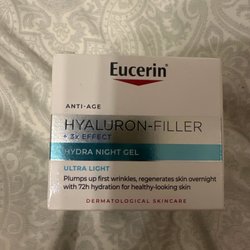 Eucerin®
ANTI-AGE
HYALURON-FILLER
+ 3x EFFECT
HYDRA NIGHT GEL
ULTRA LIGHT
Plumps up first wrinkles, regenerates skin overnight
with 72h hydration for healthy-looking skin
DERMATOLOGICAL SKINCARE